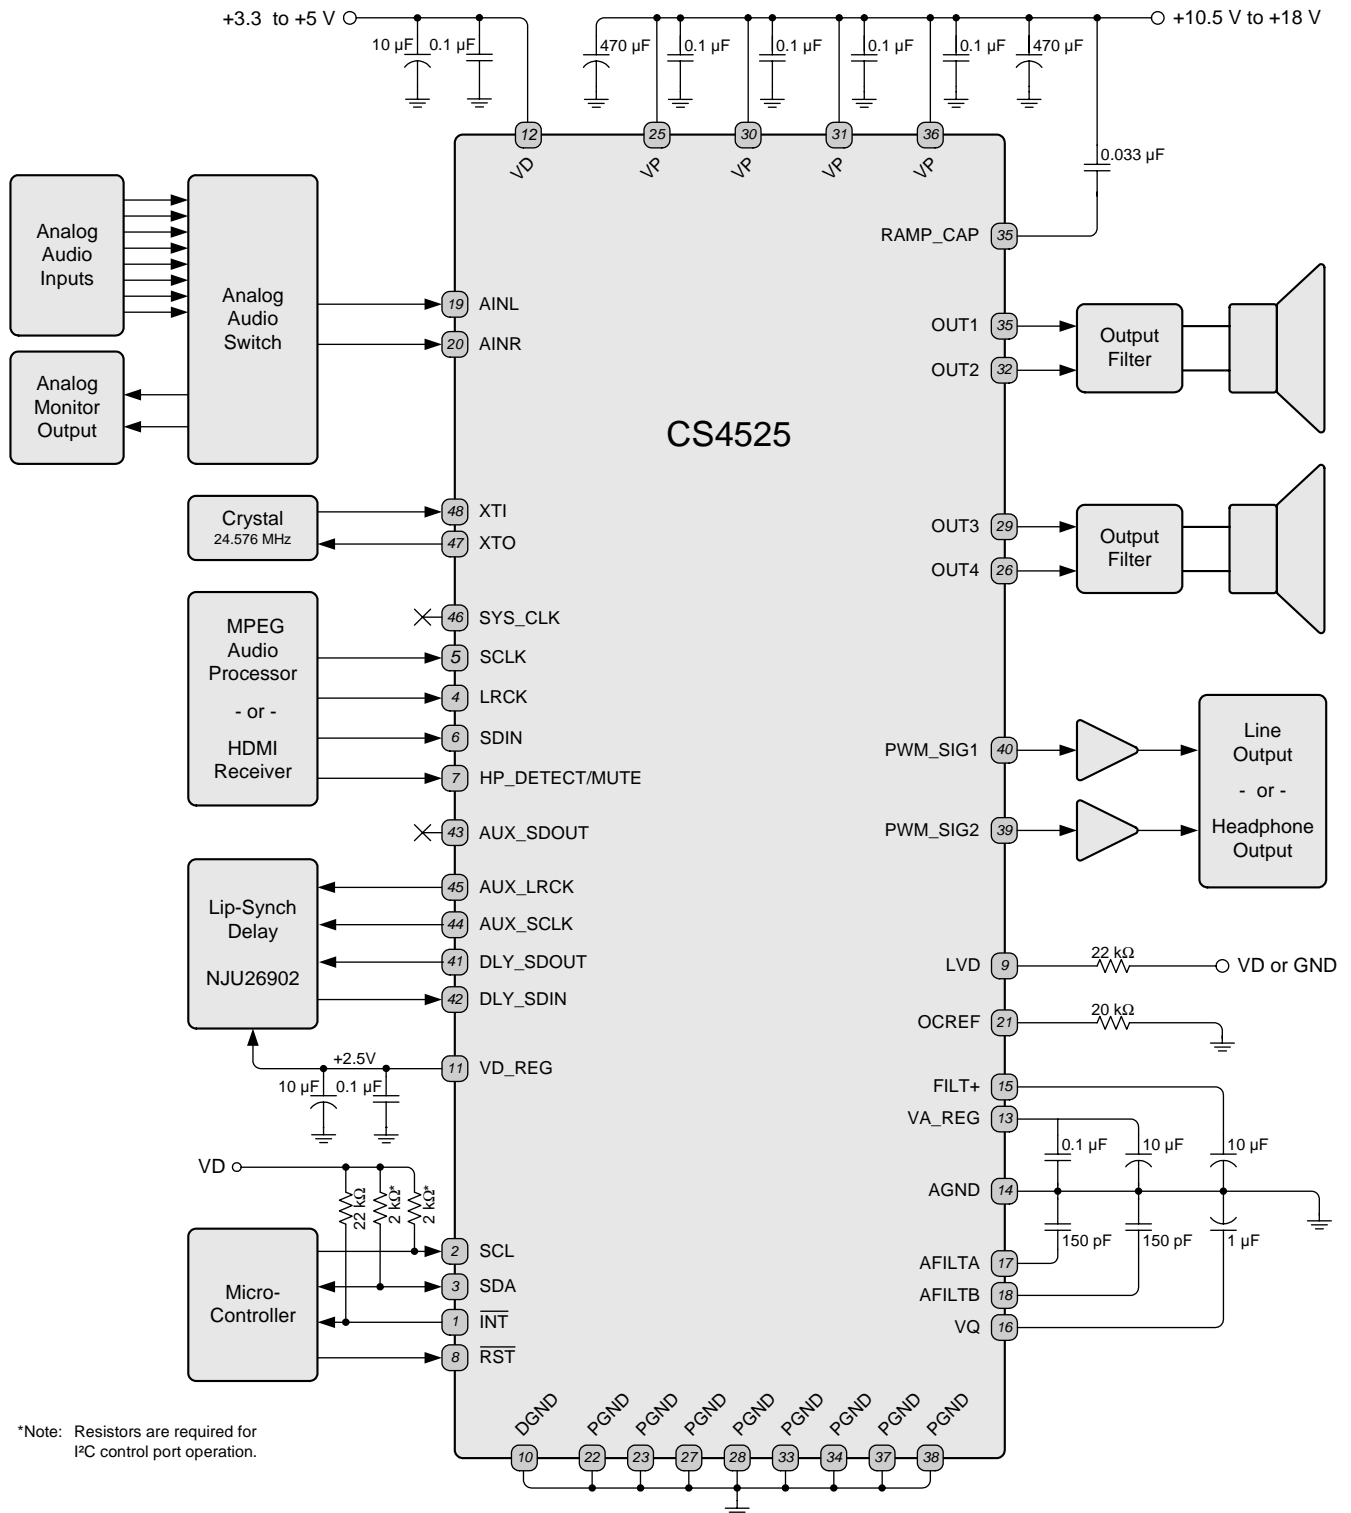 +3.3 to +5 V
+10.5 V to +18 V
10 µF
0.1 µF
470 µF
0.1 µF
0.1 µF
0.1 µF
0.1 µF
470 µF
12
25
30
31
36
VD
VP
VP
VP
VP
0.033 µF
RAMP_CAP
35
Analog
Audio
Inputs
Analog
Audio
Switch
Analog
Monitor
Output
19
AINL
20
AINR
OUT1
35
OUT2
32
Output
Filter
CS4525
Crystal
24.576 MHz
48
XTI
47
XTO
OUT3
29
OUT4
26
Output
Filter
MPEG
Audio
Processor
- or -
HDMI
Receiver
46
SYS_CLK
5
SCLK
4
LRCK
6
SDIN
7
HP_DETECT/MUTE
43
AUX_SDOUT
PWM_SIG1
40
PWM_SIG2
39
Line
Output
- or -
Headphone
Output
Lip-Synch
Delay
NJU26902
45
AUX_LRCK
44
AUX_SCLK
41
DLY_SDOUT
42
DLY_SDIN
LVD
9
22 kΩ
VD or GND
OCREF
21
20 kΩ
+2.5V
11
VD_REG
10 µF
0.1 µF
FILT+
15
VA_REG
13
0.1 µF
10 µF
10 µF
AGND
14
150 pF
150 pF
1 µF
AFILTA
17
AFILTB
18
VQ
16
VD
22 kΩ
2 kΩ*
2 kΩ*
Micro-
Controller
2
SCL
3
SDA
1
INT
8
RST
DGND
PGND
PGND
PGND
PGND
PGND
PGND
PGND
PGND
10
22
23
27
28
33
34
37
38
*Note: Resistors are required for
I²C control port operation.